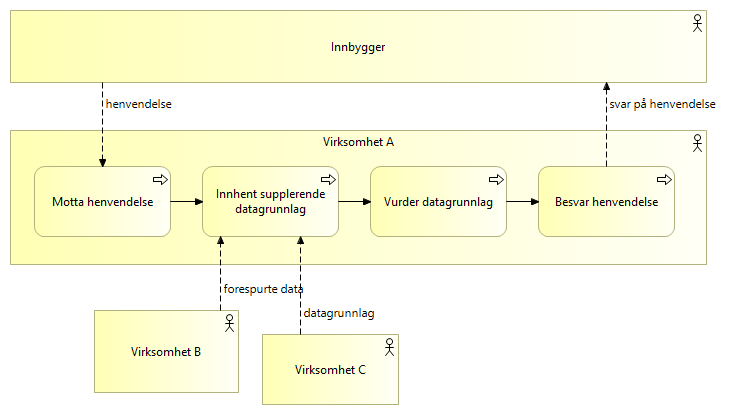 Innbygger
henvendelse
svar på henvendelse
Virksomhet A
Motta henvendelse
Innhent supplerende
datagrunnlag
Vurder datagrunnlag
Besvar henvendelse
forespurte data
datagrunnlag
Virksomhet B
Virksomhet C